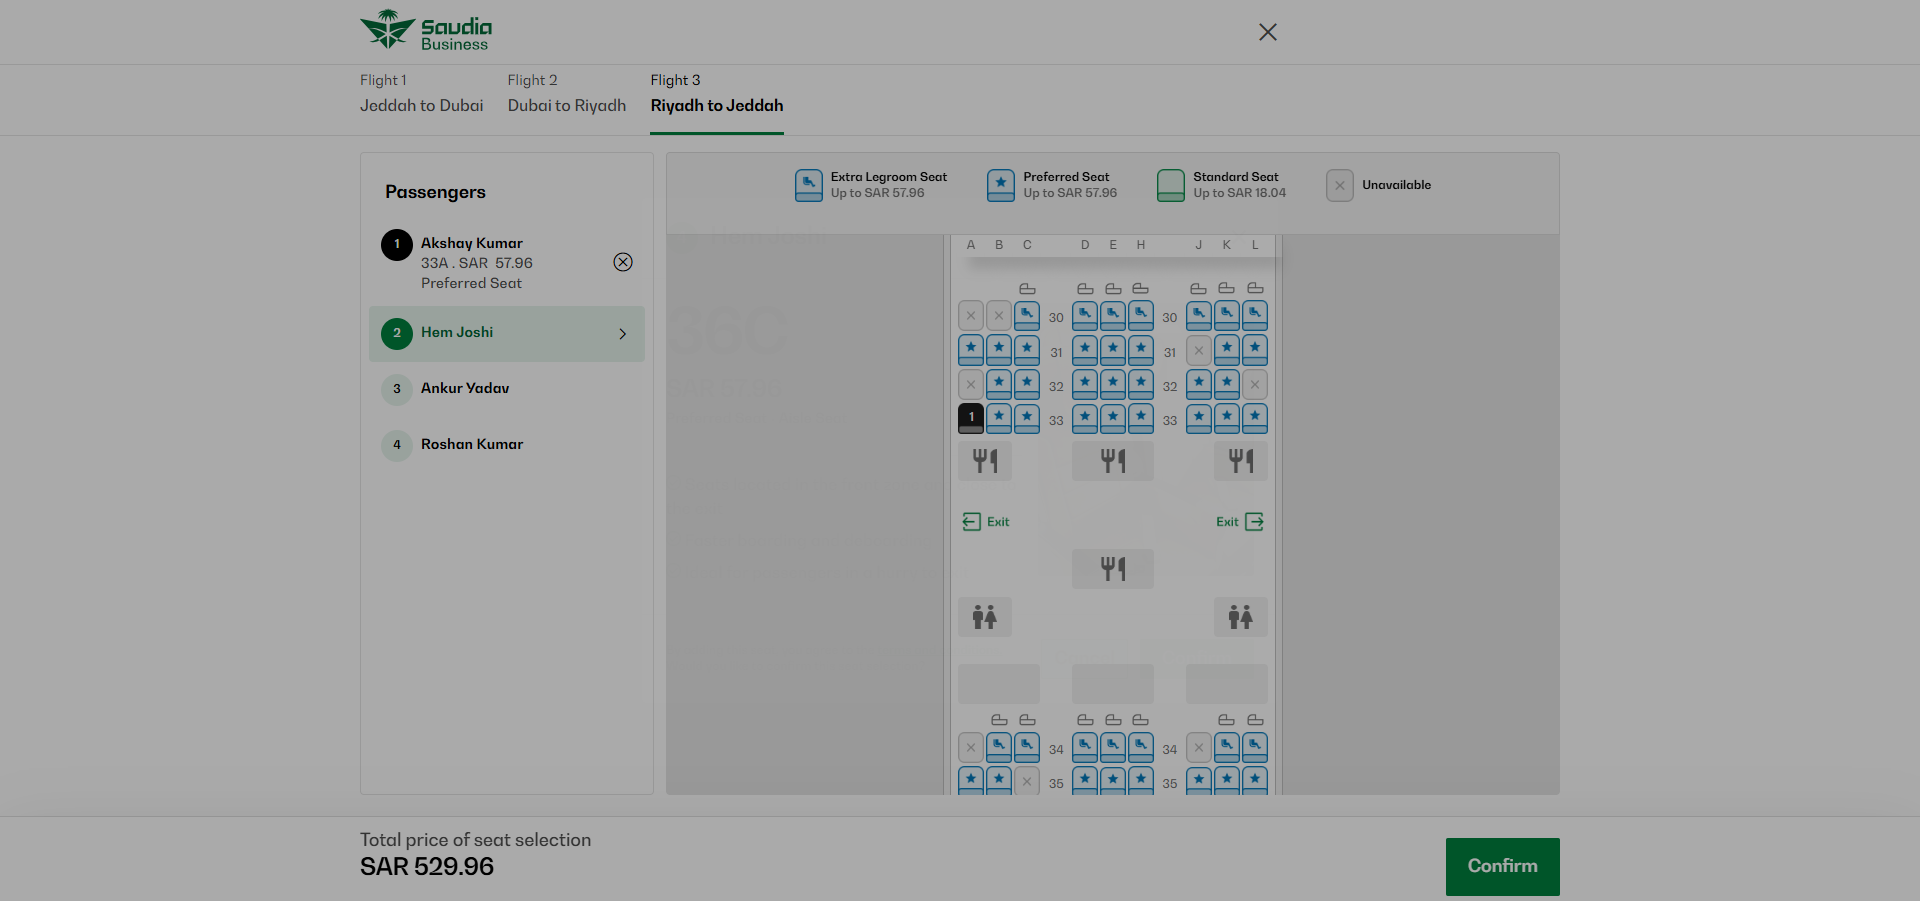 Saudia
Business
Flight 1
Jeddah to Dubai
Flight 2
Dubai to Riyadh
Flight 3
Riyadh to Jeddah
Passengers
1
Akshay Kumar
33A . SAR 57.96
Preferred Seat
2
Hem Joshi
3
Ankur Yadav
4
Roshan Kumar
Extra Legroom Seat
Up to SAR 57.96
Preferred Seat
Up to SAR 57.96
Standard Seat
Up to SAR 18.04
Unavailable
A B C D E H J K L
30 30
31 31
32 32
1 33 33
Exit Exit
34 34
35 35
36C
Total price of seat selection
SAR 529.96
Confirm